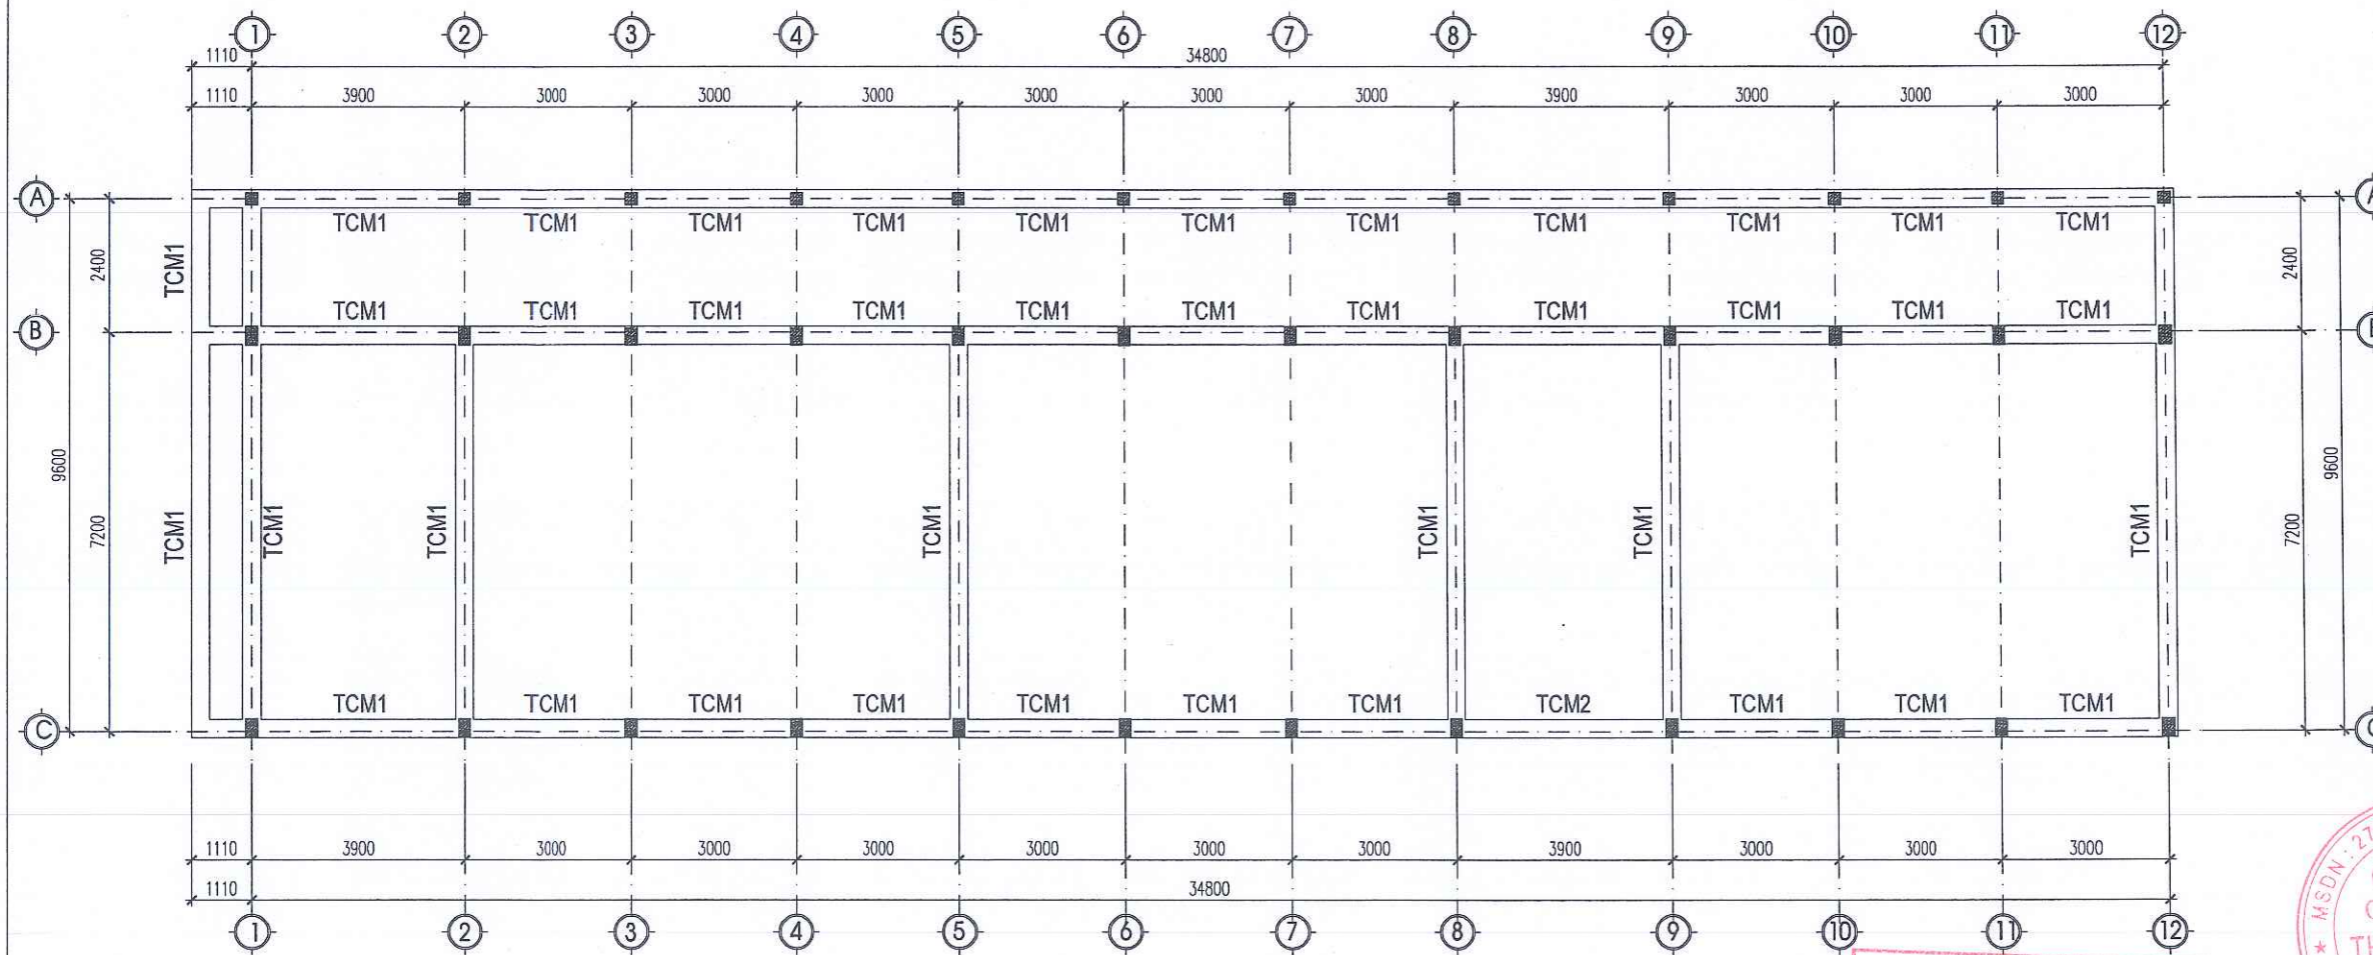 1 2 3 4 5 6 7 8 9 10 11 12
1110 34800
1110 3900 3000 3000 3000 3000 3000 3000 3900 3000 3000 3000
A A
TCM1 TCM1 TCM1 TCM1 TCM1 TCM1 TCM1 TCM1 TCM1 TCM1 TCM1
2400 TCM1 2400
TCM1 TCM1 TCM1 TCM1 TCM1 TCM1 TCM1 TCM1 TCM1 TCM1 TCM1
B
9600 9600
7200 TCM1 TCM1 TCM1 TCM1 TCM1 TCM1 TCM1 7200
TCM1 TCM1 TCM1 TCM1 TCM1 TCM1 TCM1 TCM2 TCM1 TCM1 TCM1
C
1110 3900 3000 3000 3000 3000 3000 3000 3900 3000 3000 3000
1110 34800
1 2 3 4 5 6 7 8 9 10 11 12
MSDN: 27